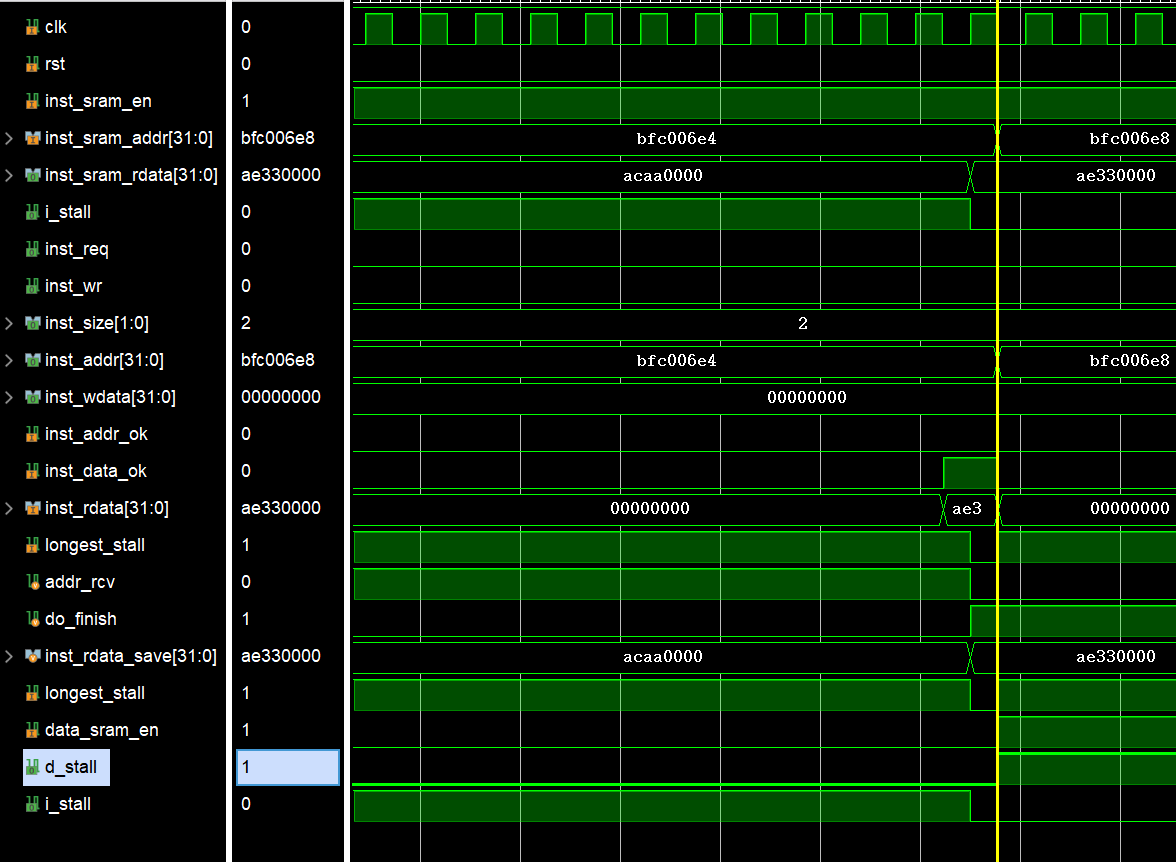 clk 0
rst 0
inst_sram_en 1
inst_sram_addr[31:0] bfc006e8 bfc006e4 bfc006e8
inst_sram_rdata[31:0] ae330000 acaa0000 ae330000
i_stall 0
inst_req 0
inst_wr 0
inst_size[1:0] 2 2
inst_addr[31:0] bfc006e8 bfc006e4 bfc006e8
inst_wdata[31:0] 00000000 00000000
inst_addr_ok 0
inst_data_ok 0
inst_rdata[31:0] ae330000 00000000 ae3 00000000
longest_stall 1
addr_rcv 0
do_finish 1
inst_rdata_save[31:0] ae330000 acaa0000 ae330000
longest_stall 1
data_sram_en 1
d_stall 1
i_stall 0